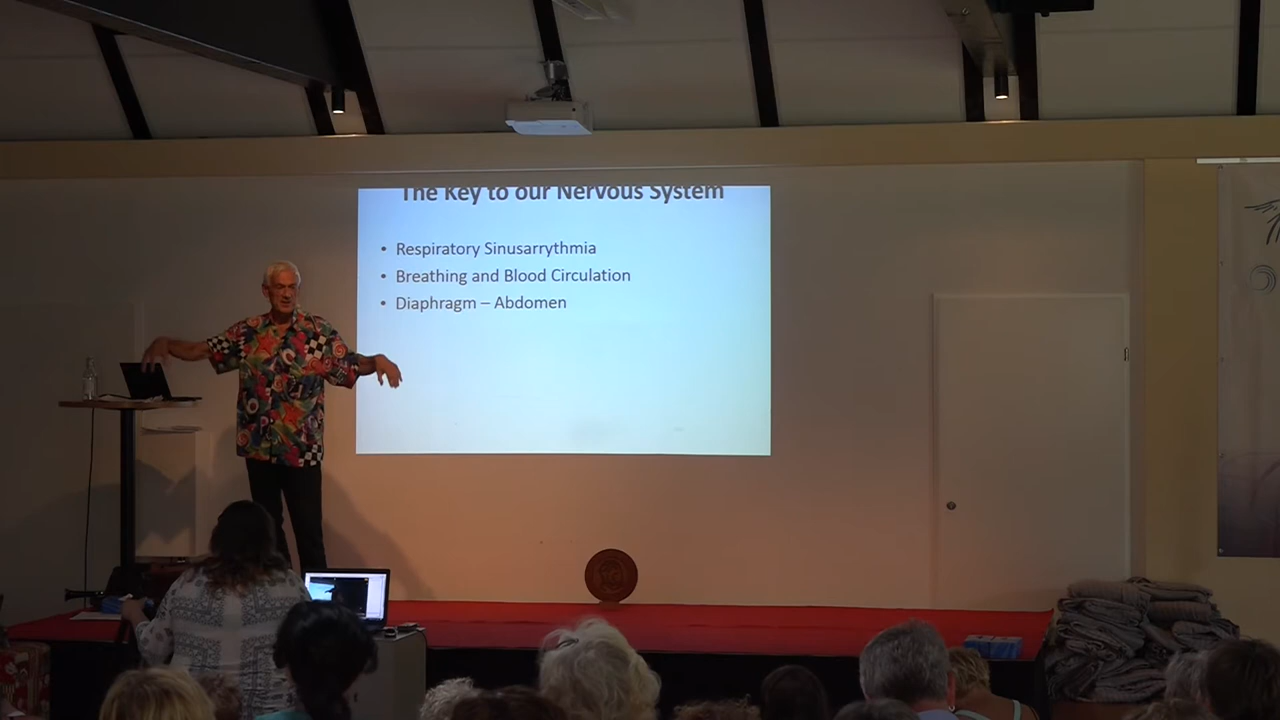 The Key to our Nervous System
• Respiratory Sinusarrythmia
• Breathing and Blood Circulation
• Diaphragm – Abdomen